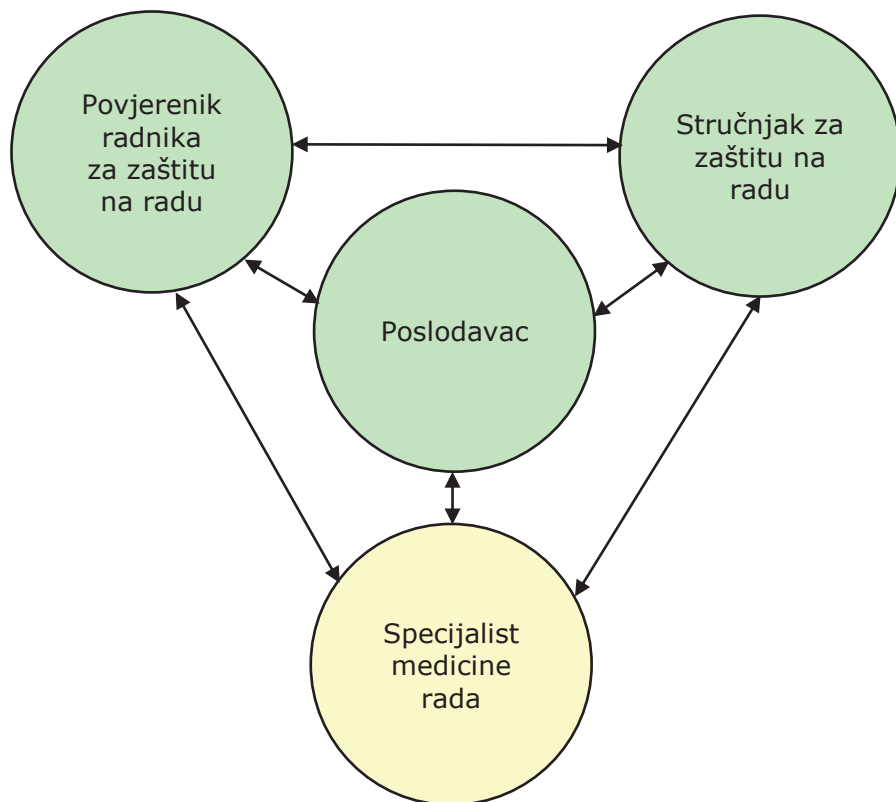 Povjerenik
radnika
za zaštitu
na radu
Stručnjak za
zaštitu na
radu
Poslodavac
Specijalist
medicine
rada